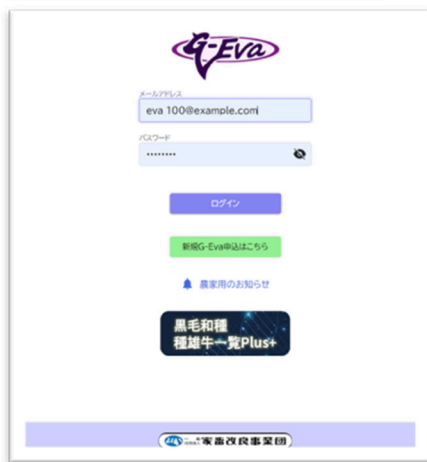 G-Eva
メールアドレス
eva 100@example.com
パスワード
••••••••
ログイン
新規G-Eva申込はこちら
農家用のお知らせ
黒毛和種
種雄牛一覧Plus+
家畜改良事業団